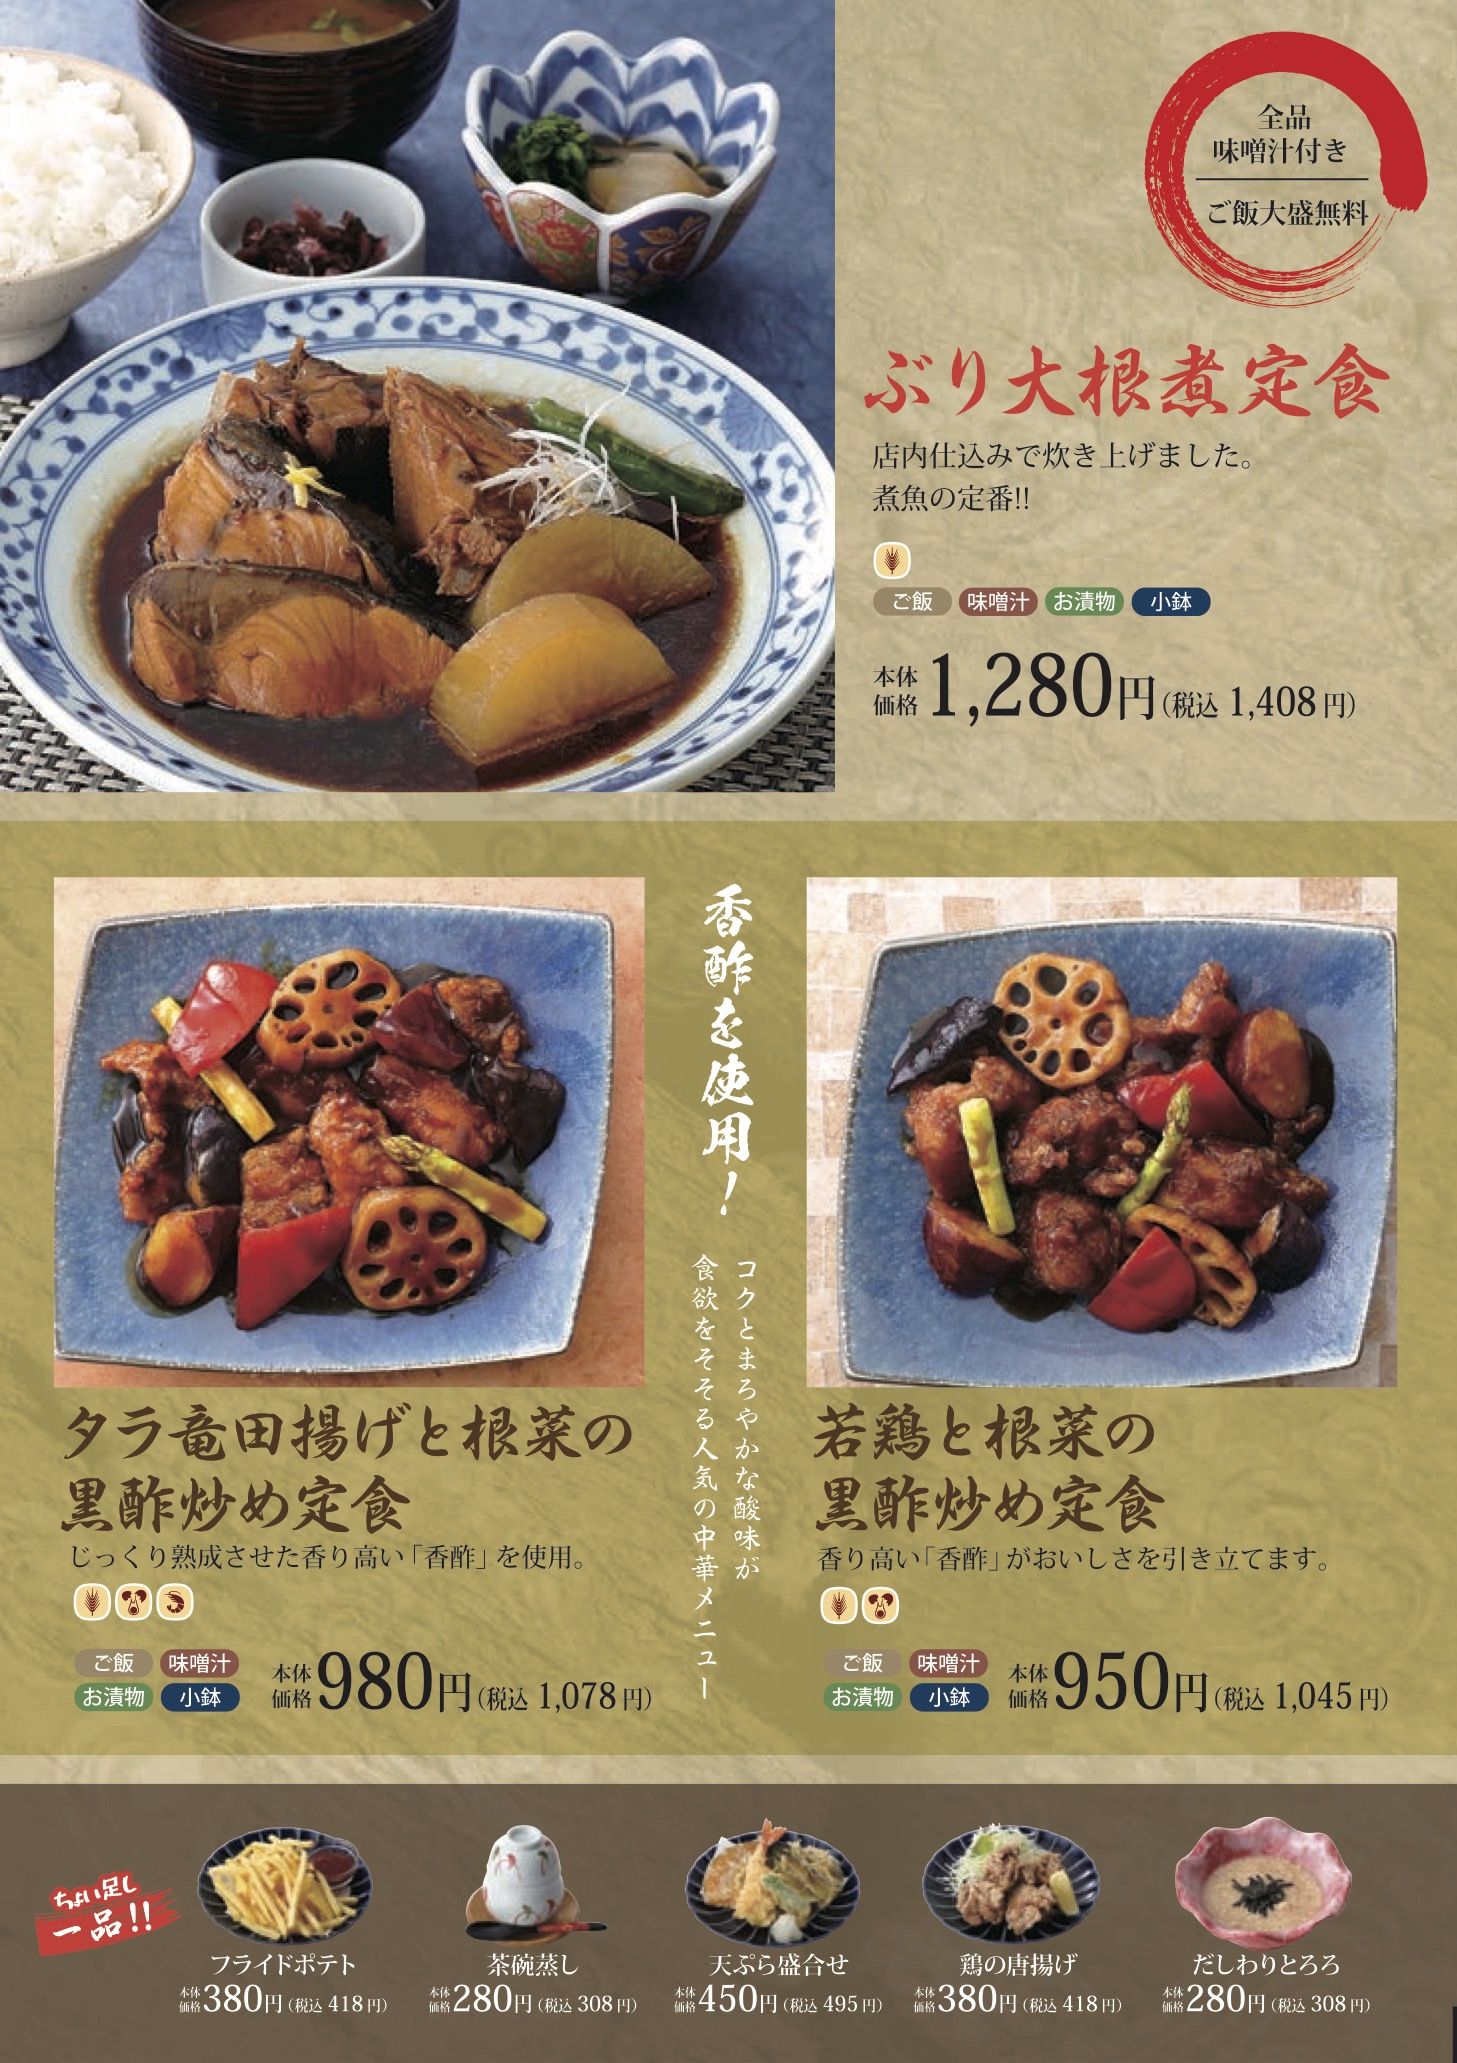 全品
味噌汁付き
ご飯大盛無料
ぶり大根煮定食
店内仕込みで炊き上げました。
煮魚の定番!!
ご飯 味噌汁 お漬物 小鉢
本体価格 1,280円(税込 1,408円)
香酢を使用!
コクとまろやかな酸味が
食欲をそそる人気の中華メニュー
タラ竜田揚げと根菜の
黒酢炒め定食
じっくり熟成させた香り高い「香酢」を使用。
ご飯 味噌汁
お漬物 小鉢
本体価格 980円(税込 1,078円)
若鶏と根菜の
黒酢炒め定食
香り高い「香酢」がおいしさを引き立てます。
ご飯 味噌汁
お漬物 小鉢
本体価格 950円(税込 1,045円)
ちょい足し
一品!!
フライドポテト
本体価格 380円(税込 418円)
茶碗蒸し
本体価格 280円(税込 308円)
天ぷら盛合せ
本体価格 450円(税込 495円)
鶏の唐揚げ
本体価格 380円(税込 418円)
だしわりとろろ
本体価格 280円(税込 308円)